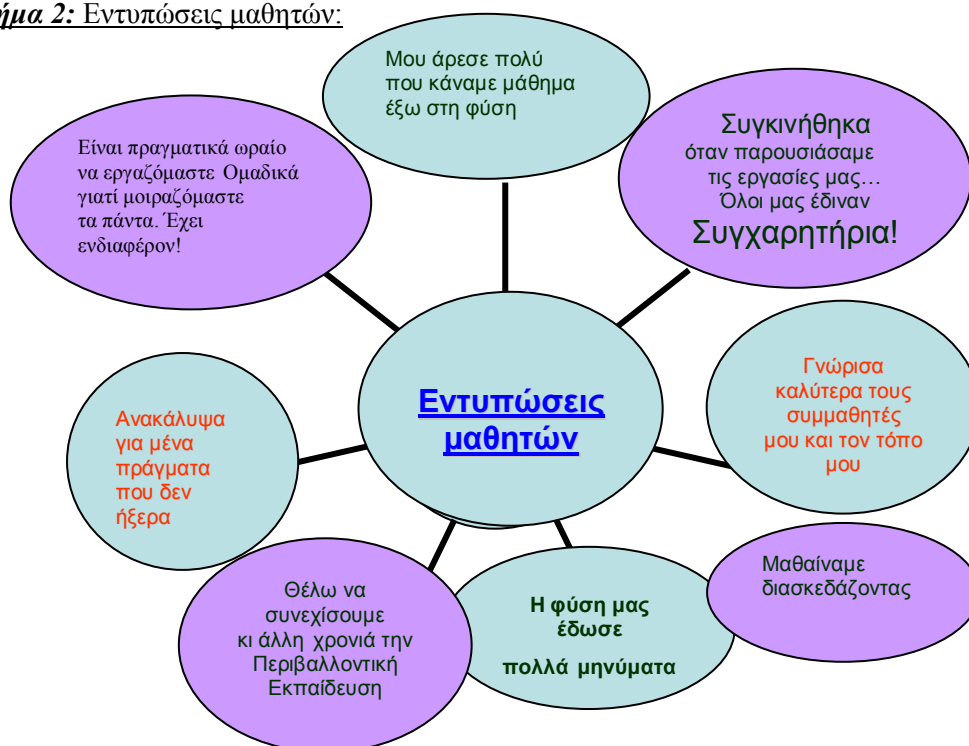 ήμα 2: Εντυπώσεις μαθητών:
Μου άρεσε πολύ
που κάναμε μάθημα
έξω στη φύση
Είναι πραγματικά ωραίο
να εργαζόμαστε Ομαδικά
γιατί μοιραζόμαστε
τα πάντα. Έχει
ενδιαφέρον!
Συγκινήθηκα
όταν παρουσιάσαμε
τις εργασίες μας…
Όλοι μας έδιναν
Συγχαρητήρια!
Εντυπώσεις
μαθητών
Γνώρισα
καλύτερα τους
συμμαθητές
μου και τον τόπο
μου
Ανακάλυψα
για μένα
πράγματα
που δεν
ήξερα
Μαθαίναμε
διασκεδάζοντας
Θέλω να
συνεχίσουμε
κι άλλη χρονιά την
Περιβαλλοντική
Εκπαίδευση
Η φύση μας
έδωσε
πολλά μηνύματα